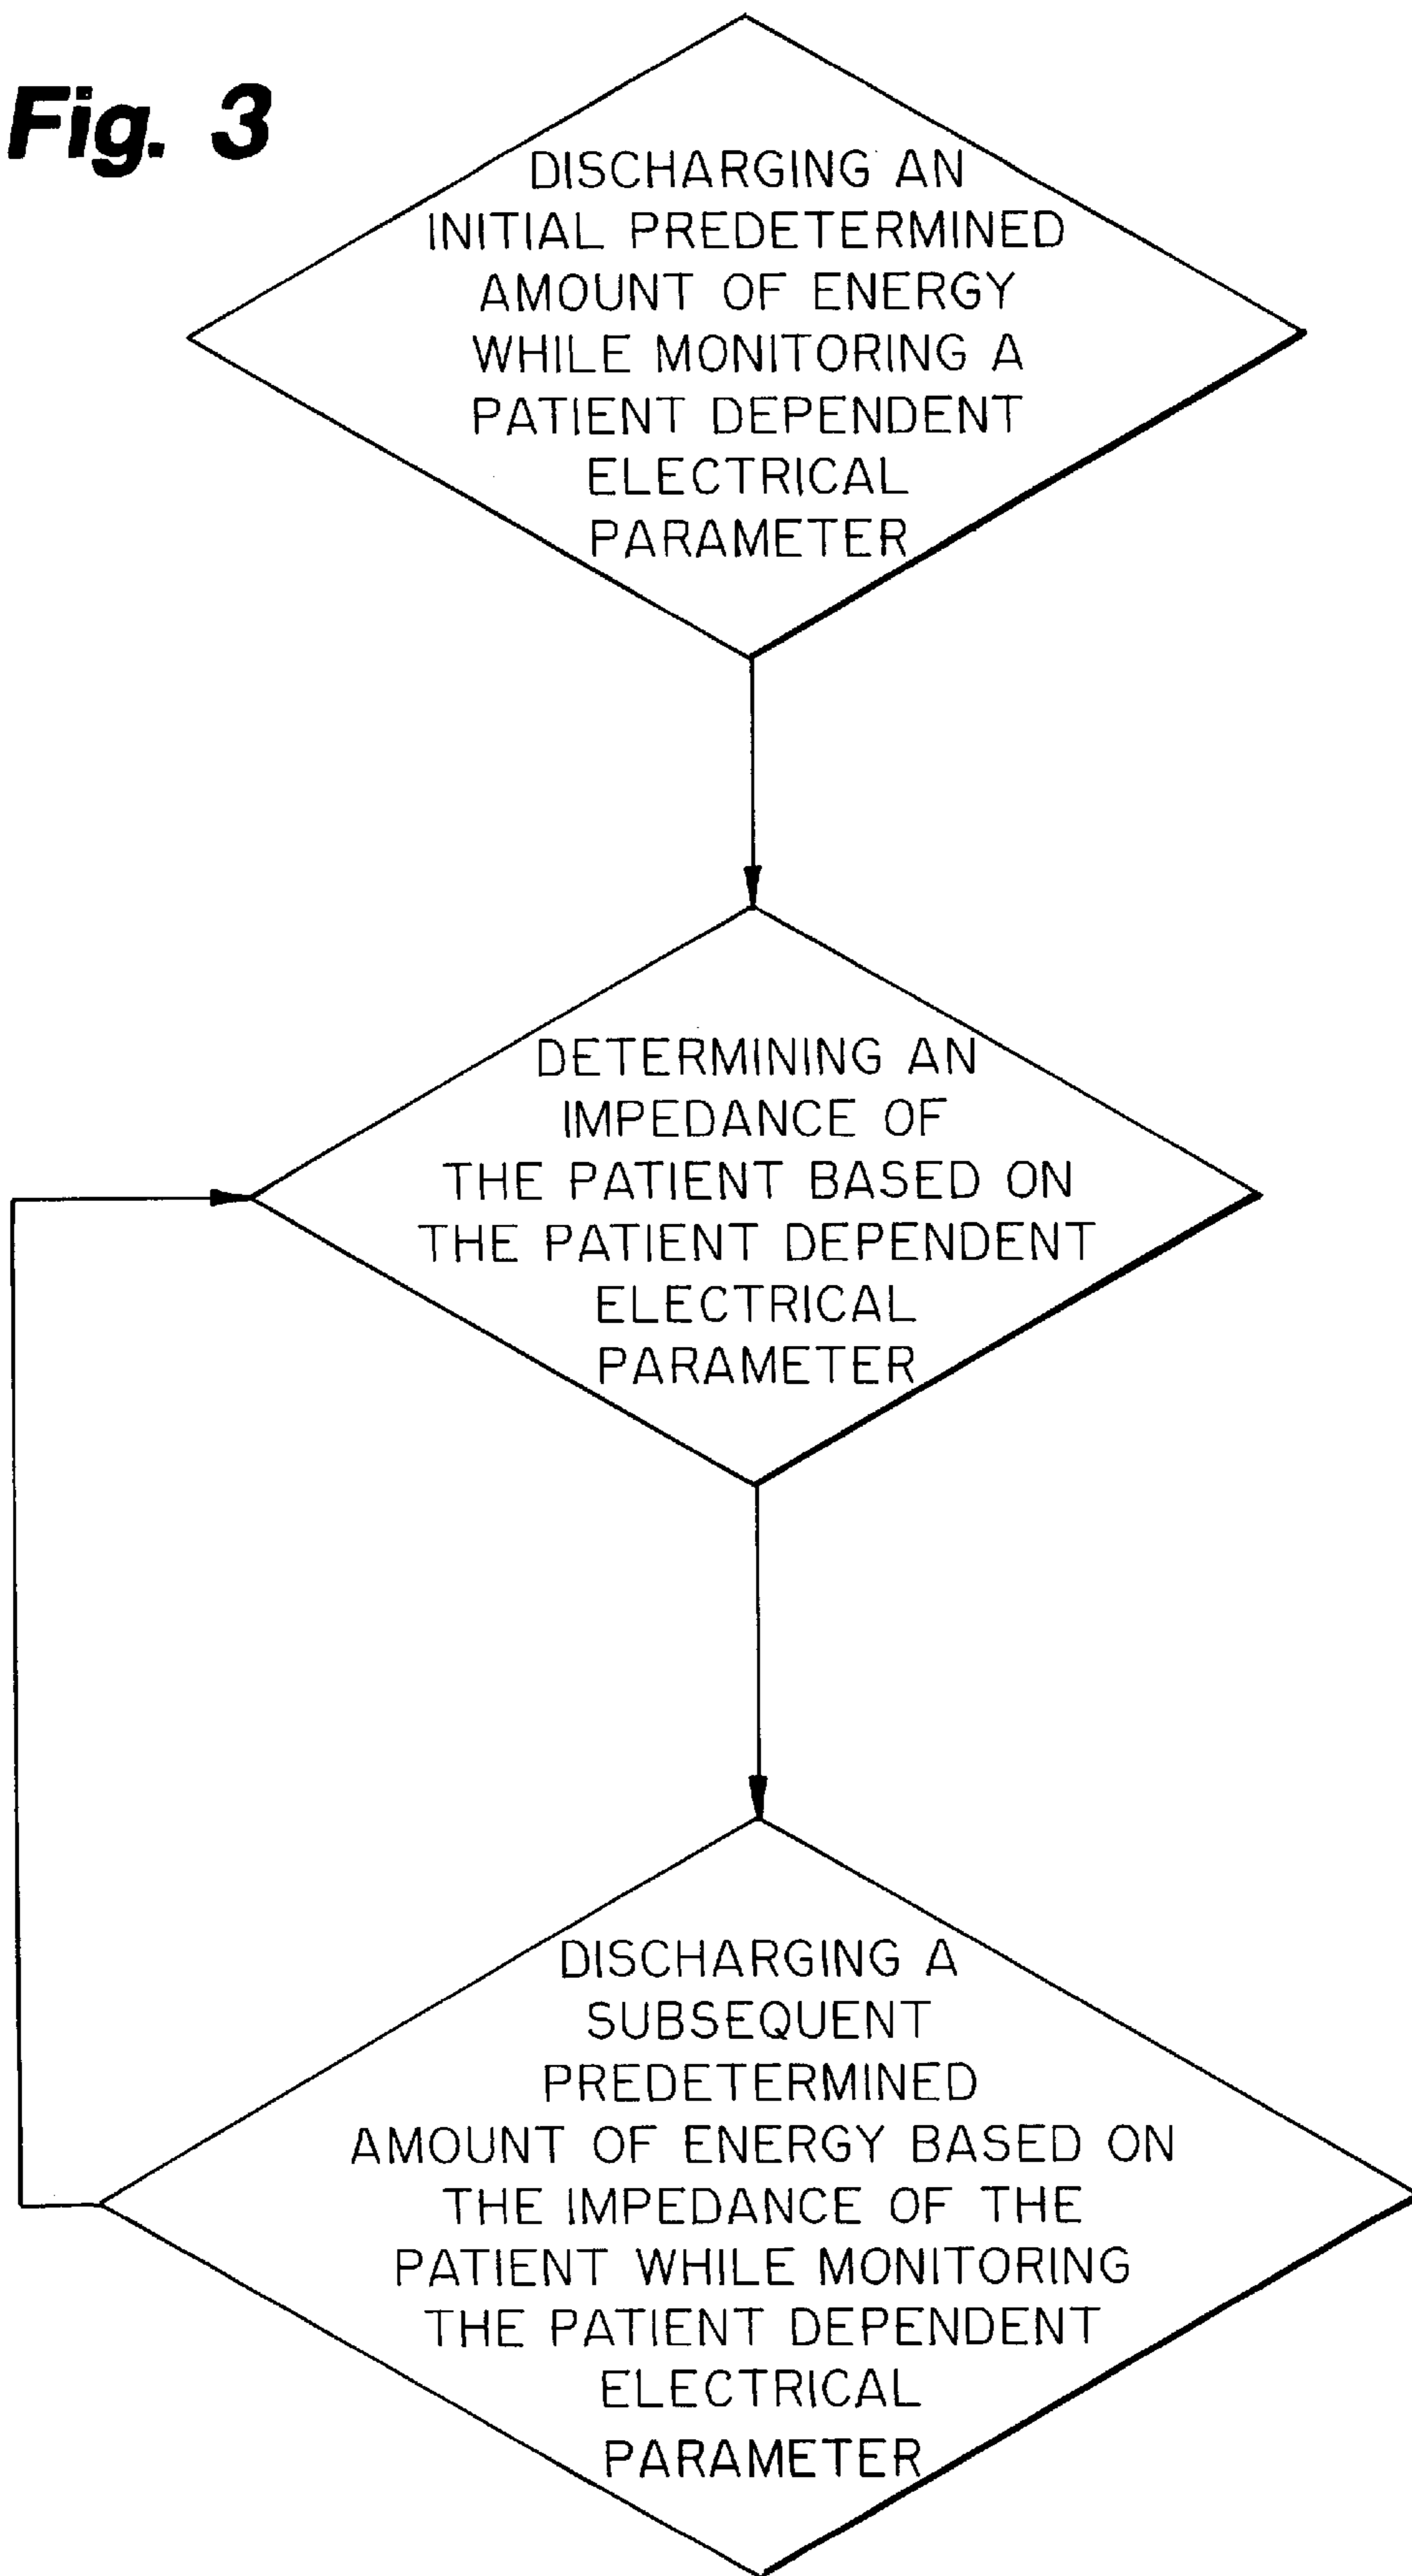 Fig. 3
DISCHARGING AN
INITIAL PREDETERMINED
AMOUNT OF ENERGY
WHILE MONITORING A
PATIENT DEPENDENT
ELECTRICAL
PARAMETER
DETERMINING AN
IMPEDANCE OF
THE PATIENT BASED ON
THE PATIENT DEPENDENT
ELECTRICAL
PARAMETER
DISCHARGING A
SUBSEQUENT
PREDETERMINED
AMOUNT OF ENERGY BASED ON
THE IMPEDANCE OF THE
PATIENT WHILE MONITORING
THE PATIENT DEPENDENT
ELECTRICAL
PARAMETER